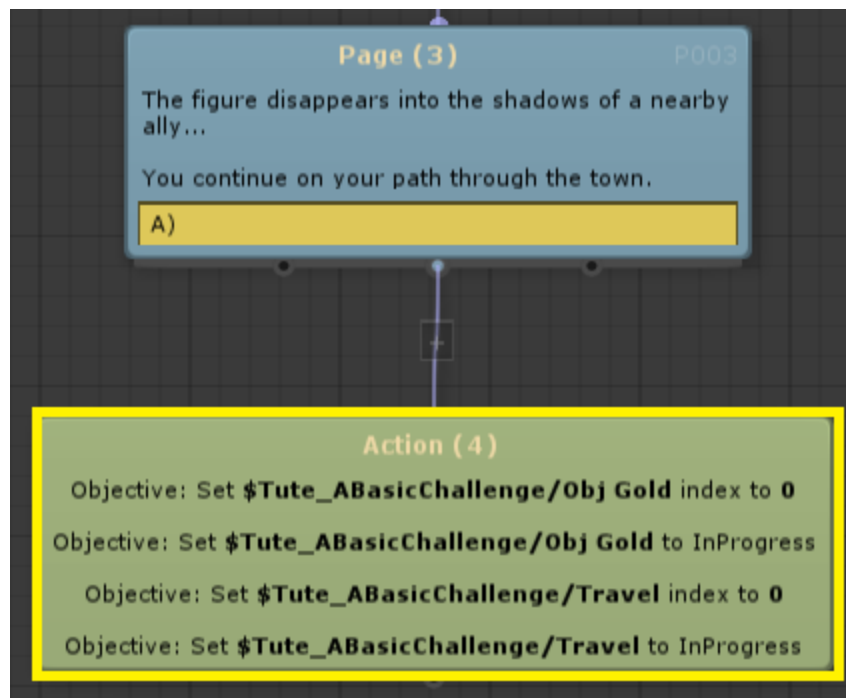 Page (3)
P003
The figure disappears into the shadows of a nearby
ally...
You continue on your path through the town.
A)
+
Action (4)
Objective: Set $Tute_ABasicChallenge/Obj Gold index to 0
Objective: Set $Tute_ABasicChallenge/Obj Gold to InProgress
Objective: Set $Tute_ABasicChallenge/Travel index to 0
Objective: Set $Tute_ABasicChallenge/Travel to InProgress